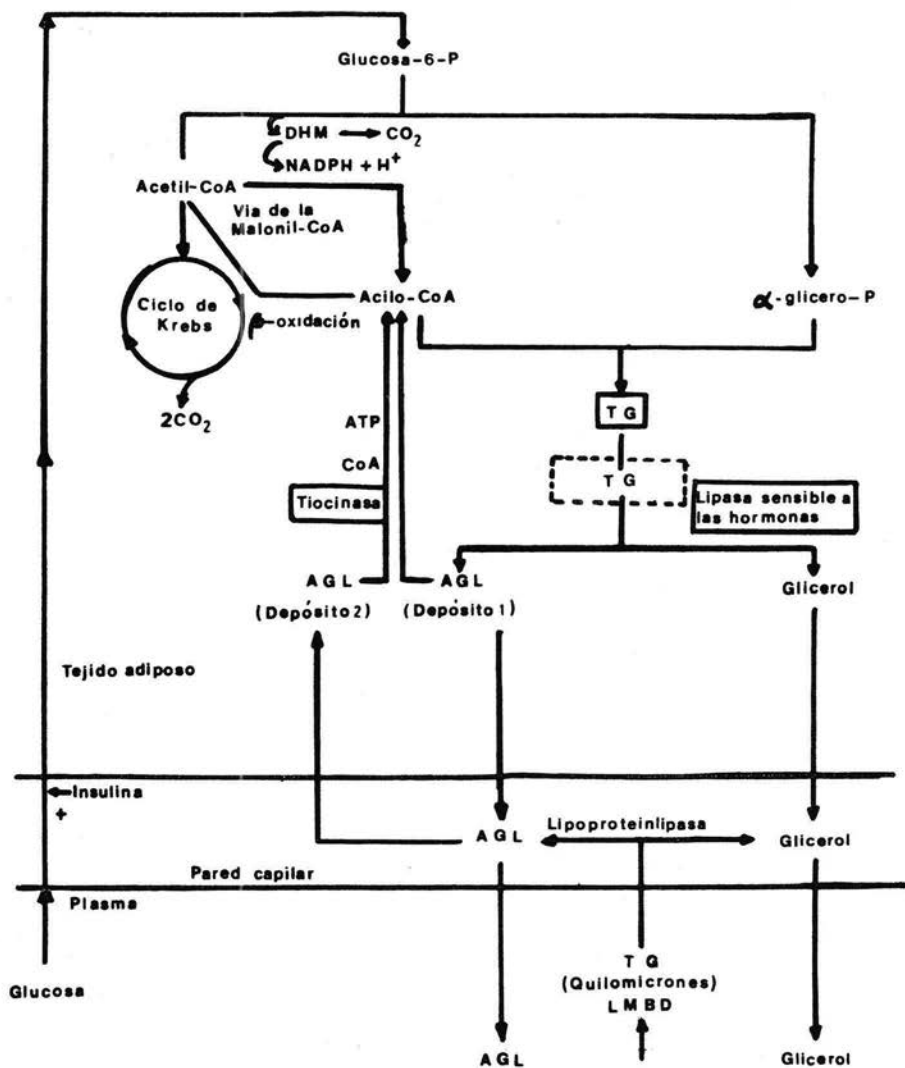 Glucosa-6-P
DHM CO2
NADPH + H+
Acetil-CoA
Via de la
Malonil-CoA
Ciclo de
Krebs
Acilo-CoA
α-glicero-P
β-oxidación
2CO2
TG
ATP
CoA
TG
Tiocinasa
Lipasa sensible a
las hormonas
AGL
(Depósito 2)
AGL
(Depósito 1)
Glicerol
Tejido adiposo
Insulina
+
Lipoproteinlipasa
AGL
Glicerol
Pared capilar
Plasma
Glucosa
TG
(Quilomicrones)
LMBD
AGL
Glicerol